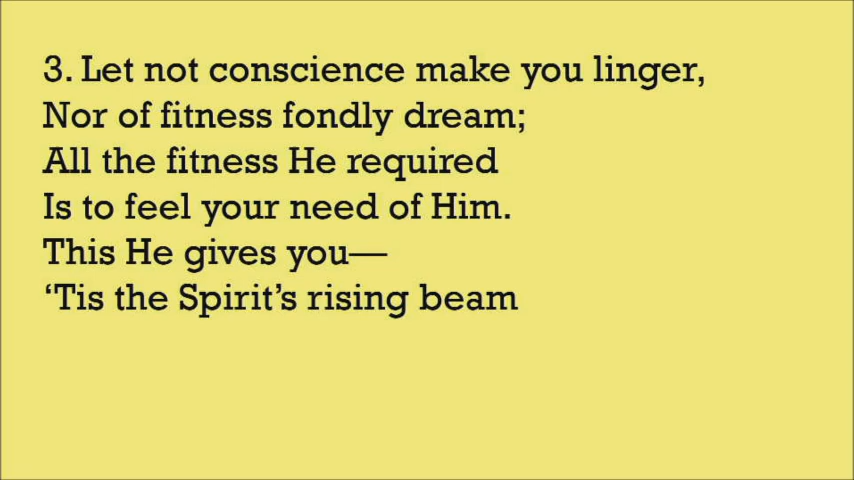 3. Let not conscience make you linger,
Nor of fitness fondly dream;
All the fitness He required
Is to feel your need of Him.
This He gives you—
‘Tis the Spirit’s rising beam